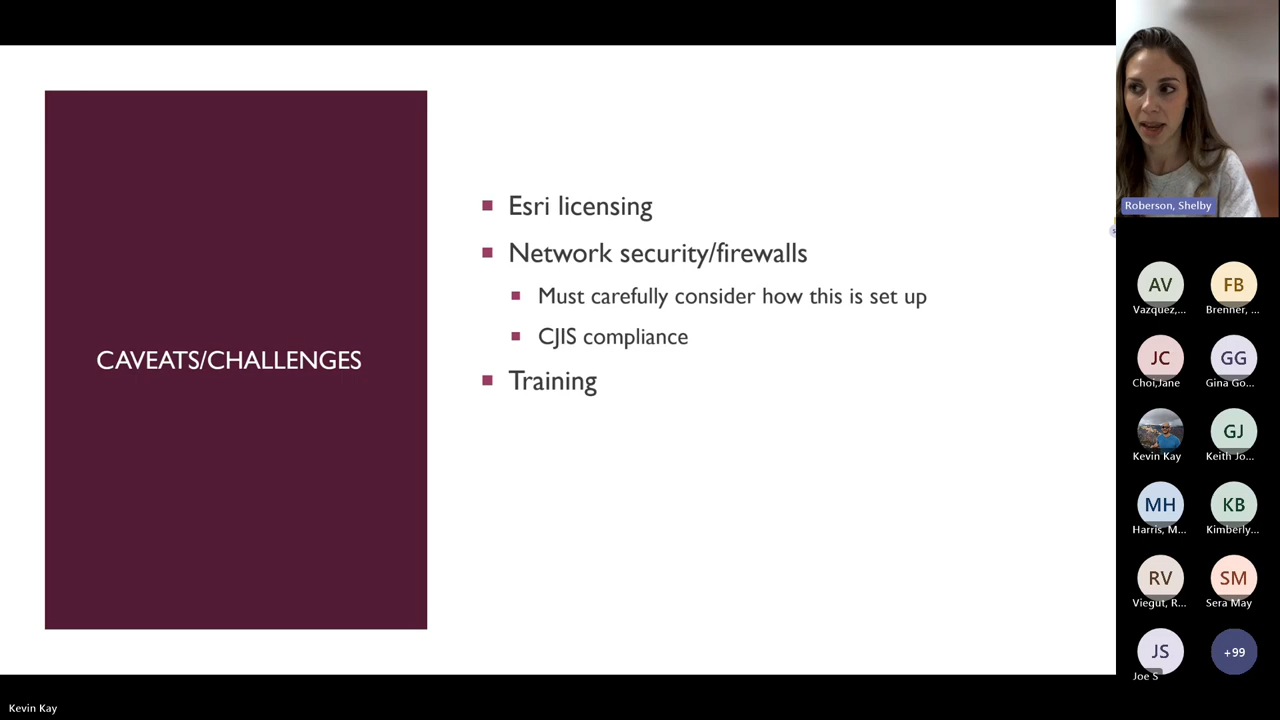 CAVEATS/CHALLENGES
Esri licensing
Network security/firewalls
Must carefully consider how this is set up
CJIS compliance
Training
Roberson, Shelby
AV
FB
Vazquez,...
Brenner, ...
JC
GG
Choi,Jane
Gina Go...
GJ
Kevin Kay
Keith Jo...
MH
KB
Harris, M...
Kimberly...
RV
SM
Viegut, R...
Sera May
JS
+99
Joe S
Kevin Kay